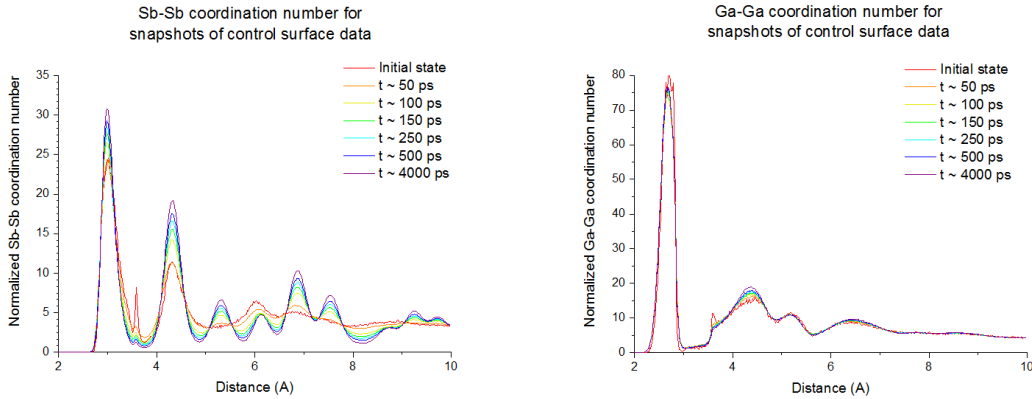 Sb-Sb coordination number for
snapshots of control surface data
Normalized Sb-Sb coordination number
35
30
25
20
15
10
5
0
2
4
6
8
10
Distance (A)
Initial state
t ~ 50 ps
t ~ 100 ps
t ~ 150 ps
t ~ 250 ps
t ~ 500 ps
t ~ 4000 ps
Ga-Ga coordination number for
snapshots of control surface data
Normalized Ga-Ga coordination number
80
70
60
50
40
30
20
10
0
2
4
6
8
10
Distance (A)
Initial state
t ~ 50 ps
t ~ 100 ps
t ~ 150 ps
t ~ 250 ps
t ~ 500 ps
t ~ 4000 ps